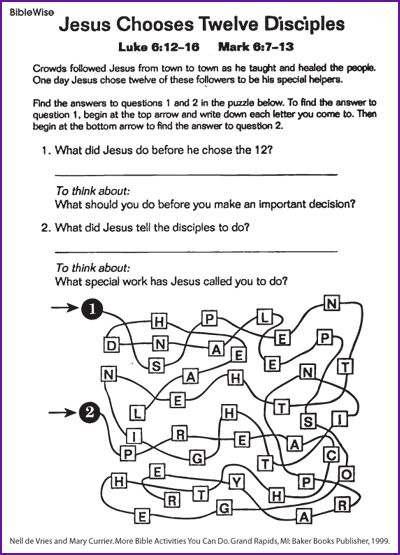 BibleWise
Jesus Chooses Twelve Disciples
Luke 6:12-16 Mark 6:7-13
Crowds followed Jesus from town to town as he taught and healed the people.
One day Jesus chose twelve of these followers to be his special helpers.
Find the answers to questions 1 and 2 in the puzzle below. To find the answer to
question 1, begin at the top arrow and write down each letter you come to. Then
begin at the bottom arrow to find the answer to question 2.
1. What did Jesus do before he chose the 12?
To think about:
What should you do before you make an important decision?
2. What did Jesus tell the disciples to do?
To think about:
What special work has Jesus called you to do?
N
1 H P L
E P
D N A E
S E T
N A H N
E T
L S I
2 H
I R E A
P G T C
E O
H T Y P
R
E G A R
Nell de Vries and Mary Currier. More Bible Activities You Can Do. Grand Rapids, MI: Baker Books Publisher, 1999.